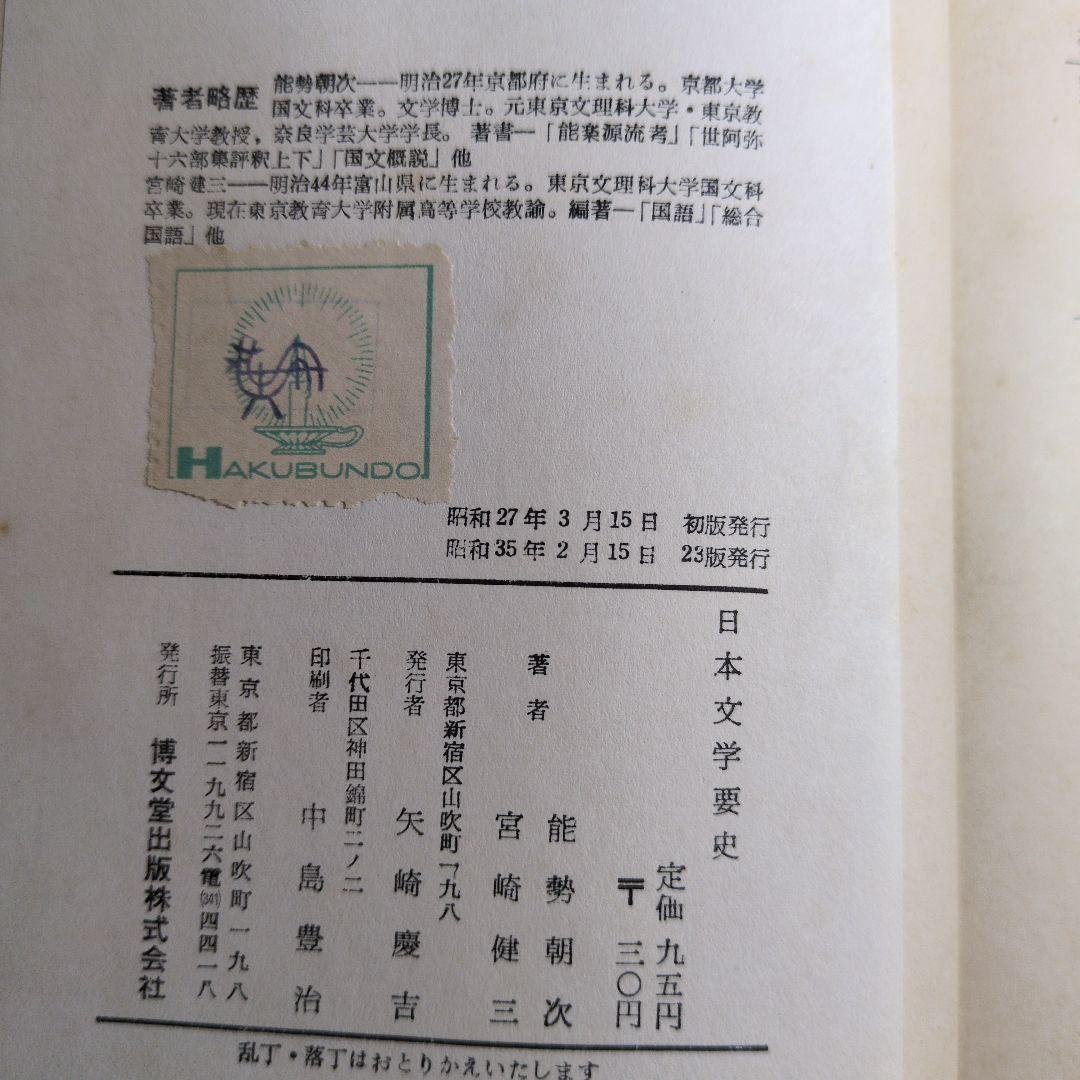 著者略歴
能勢朝次——明治27年京都府に生まれる。京都大学
国文科卒業。文学博士。元東京文理科大学・東京教
育大学教授，奈良学芸大学学長。著書—「能楽源流考」「世阿弥
十六部集評釈上下」「国文概説」他
宮崎健三——明治44年富山県に生まれる。東京文理科大学国文科
卒業。現在東京教育大学附属高等学校教諭。編著—「国語」「総合
国語」他
HAKUBUNDO
昭和27年3月15日 初版発行
昭和35年2月15日 23版発行
日本文学要史
定価九五円
〒三〇円
著者
能勢朝次
宮崎健三
東京都新宿区山吹町一九八
発行者 矢崎慶吉
千代田区神田錦町二ノ二
印刷者 中島豊治
東京都新宿区山吹町一九八
振替東京一一九九二六電(341)四四一八
発行所 博文堂出版株式会社
乱丁・落丁はおとりかえいたします